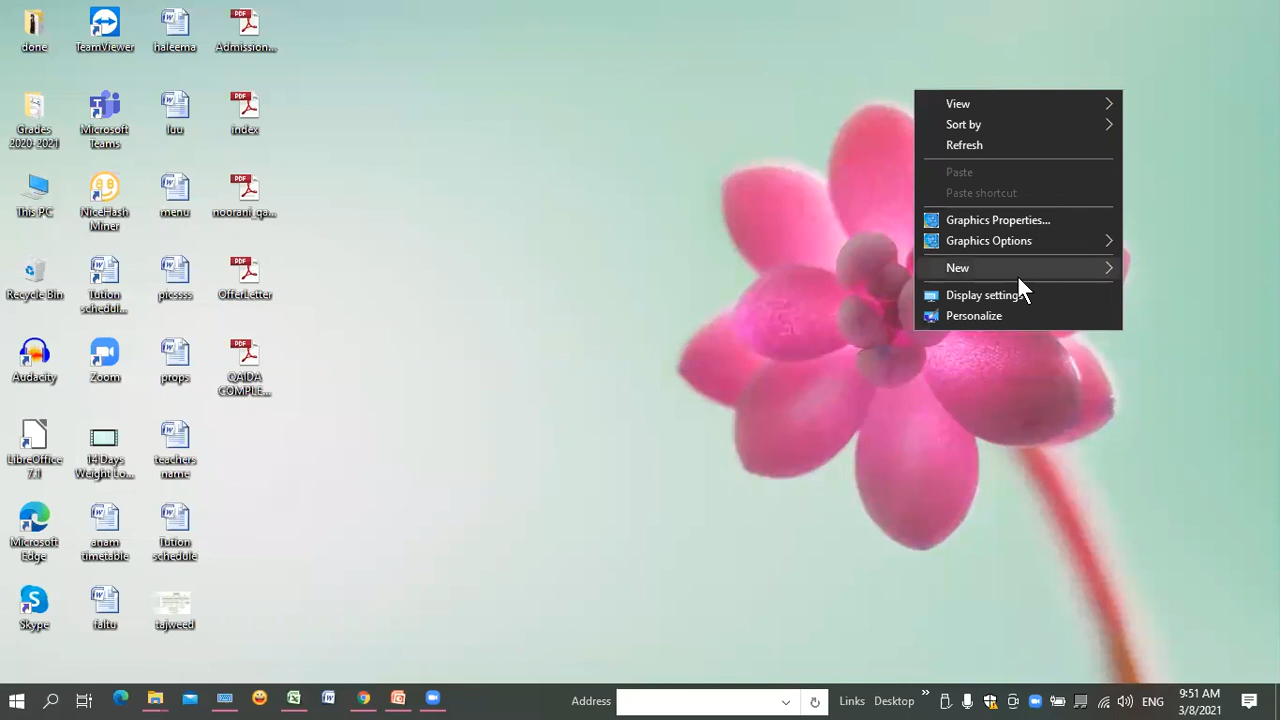 done
TeamViewer
haleema
Admission...
Grades
2020-2021
Microsoft
Teams
luu
index
This PC
NiceHash
Miner
menu
noorani_qa...
Recycle Bin
Tution
schedul...
picssss
OfferLetter
Audacity
Zoom
props
QAIDA
COMPLE...
LibreOffice
7.1
14 Days
Weight Lo...
teachers
name
Microsoft
Edge
anam
timetable
Tution
schedule
Skype
faltu
tajweed
View
Sort by
Refresh
Paste
Paste shortcut
Graphics Properties...
Graphics Options
New
Display settings
Personalize
Address
Links
Desktop
ENG
9:51 AM
3/8/2021